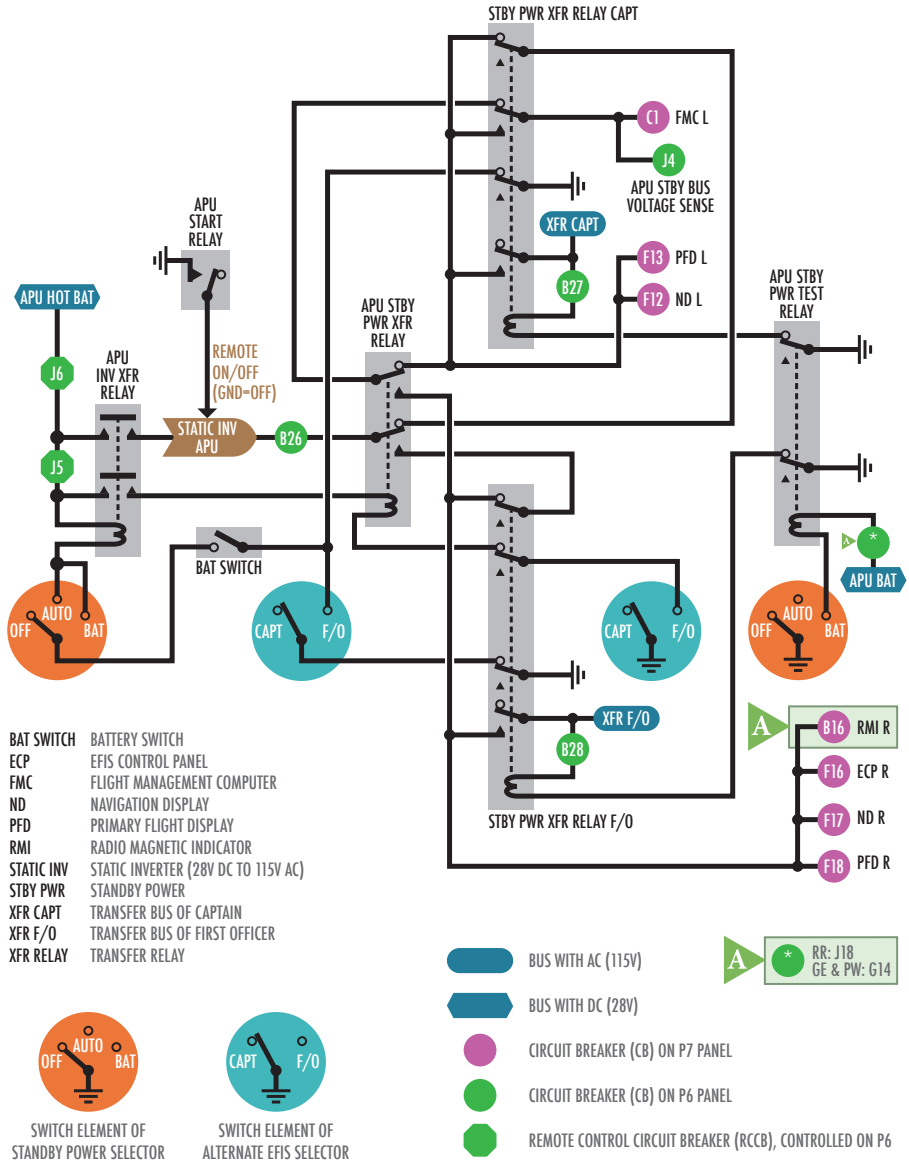 STBY PWR XFR RELAY CAPT
C1 FMC L
J4
APU STBY BUS
VOLTAGE SENSE
XFR CAPT
F13 PFD L
B27
F12 ND L
APU
START
RELAY
APU HOT BAT
J6
APU
INV XFR
RELAY
REMOTE
ON/OFF
(GND=OFF)
APU STBY
PWR XFR
RELAY
APU STBY
PWR TEST
RELAY
STATIC INV
APU
B26
J5
BAT SWITCH
A
*
APU BAT
OFF AUTO BAT
CAPT F/O
CAPT F/O
OFF AUTO BAT
XFR F/O
B28
STBY PWR XFR RELAY F/O
A
B16 RMI R
F16 ECP R
F17 ND R
F18 PFD R
BAT SWITCH BATTERY SWITCH
ECP EFIS CONTROL PANEL
FMC FLIGHT MANAGEMENT COMPUTER
ND NAVIGATION DISPLAY
PFD PRIMARY FLIGHT DISPLAY
RMI RADIO MAGNETIC INDICATOR
STATIC INV STATIC INVERTER (28V DC TO 115V AC)
STBY PWR STANDBY POWER
XFR CAPT TRANSFER BUS OF CAPTAIN
XFR F/O TRANSFER BUS OF FIRST OFFICER
XFR RELAY TRANSFER RELAY
BUS WITH AC (115V)
BUS WITH DC (28V)
CIRCUIT BREAKER (CB) ON P7 PANEL
CIRCUIT BREAKER (CB) ON P6 PANEL
REMOTE CONTROL CIRCUIT BREAKER (RCCB), CONTROLLED ON P6
A
*
RR: J18
GE & PW: G14
OFF AUTO BAT
SWITCH ELEMENT OF
STANDBY POWER SELECTOR
CAPT F/O
SWITCH ELEMENT OF
ALTERNATE EFIS SELECTOR